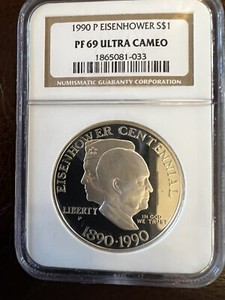 1990 P EISENHOWER S$1
PF 69 ULTRA CAMEO
1865081-033
NUMISMATIC GUARANTY CORPORATION
EISENHOWER CENTENNIAL
LIBERTY
P
IN GOD
WE TRUST
1890-1990